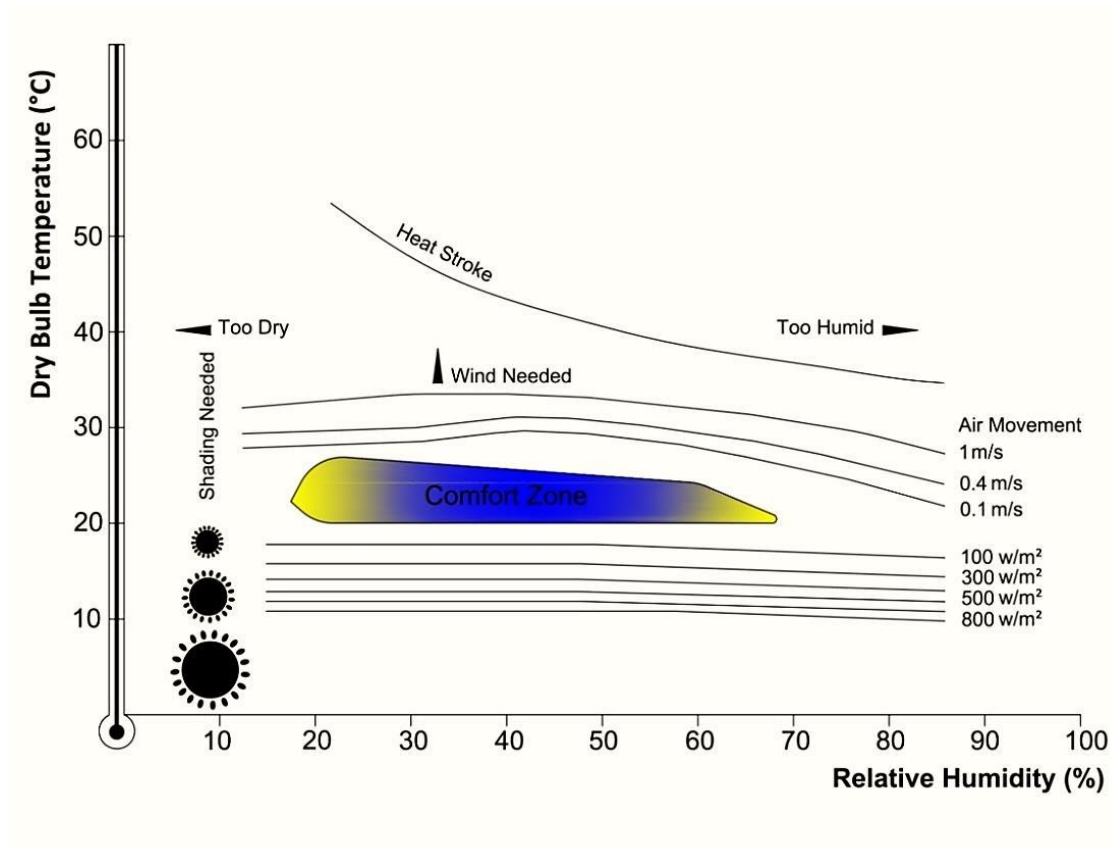 Dry Bulb Temperature (°C)
60
50
40
30
20
10
Heat Stroke
Too Dry
Too Humid
Shading Needed
Wind Needed
Air Movement
1 m/s
0.4 m/s
0.1 m/s
Comfort Zone
100 w/m²
300 w/m²
500 w/m²
800 w/m²
10 20 30 40 50 60 70 80 90 100
Relative Humidity (%)